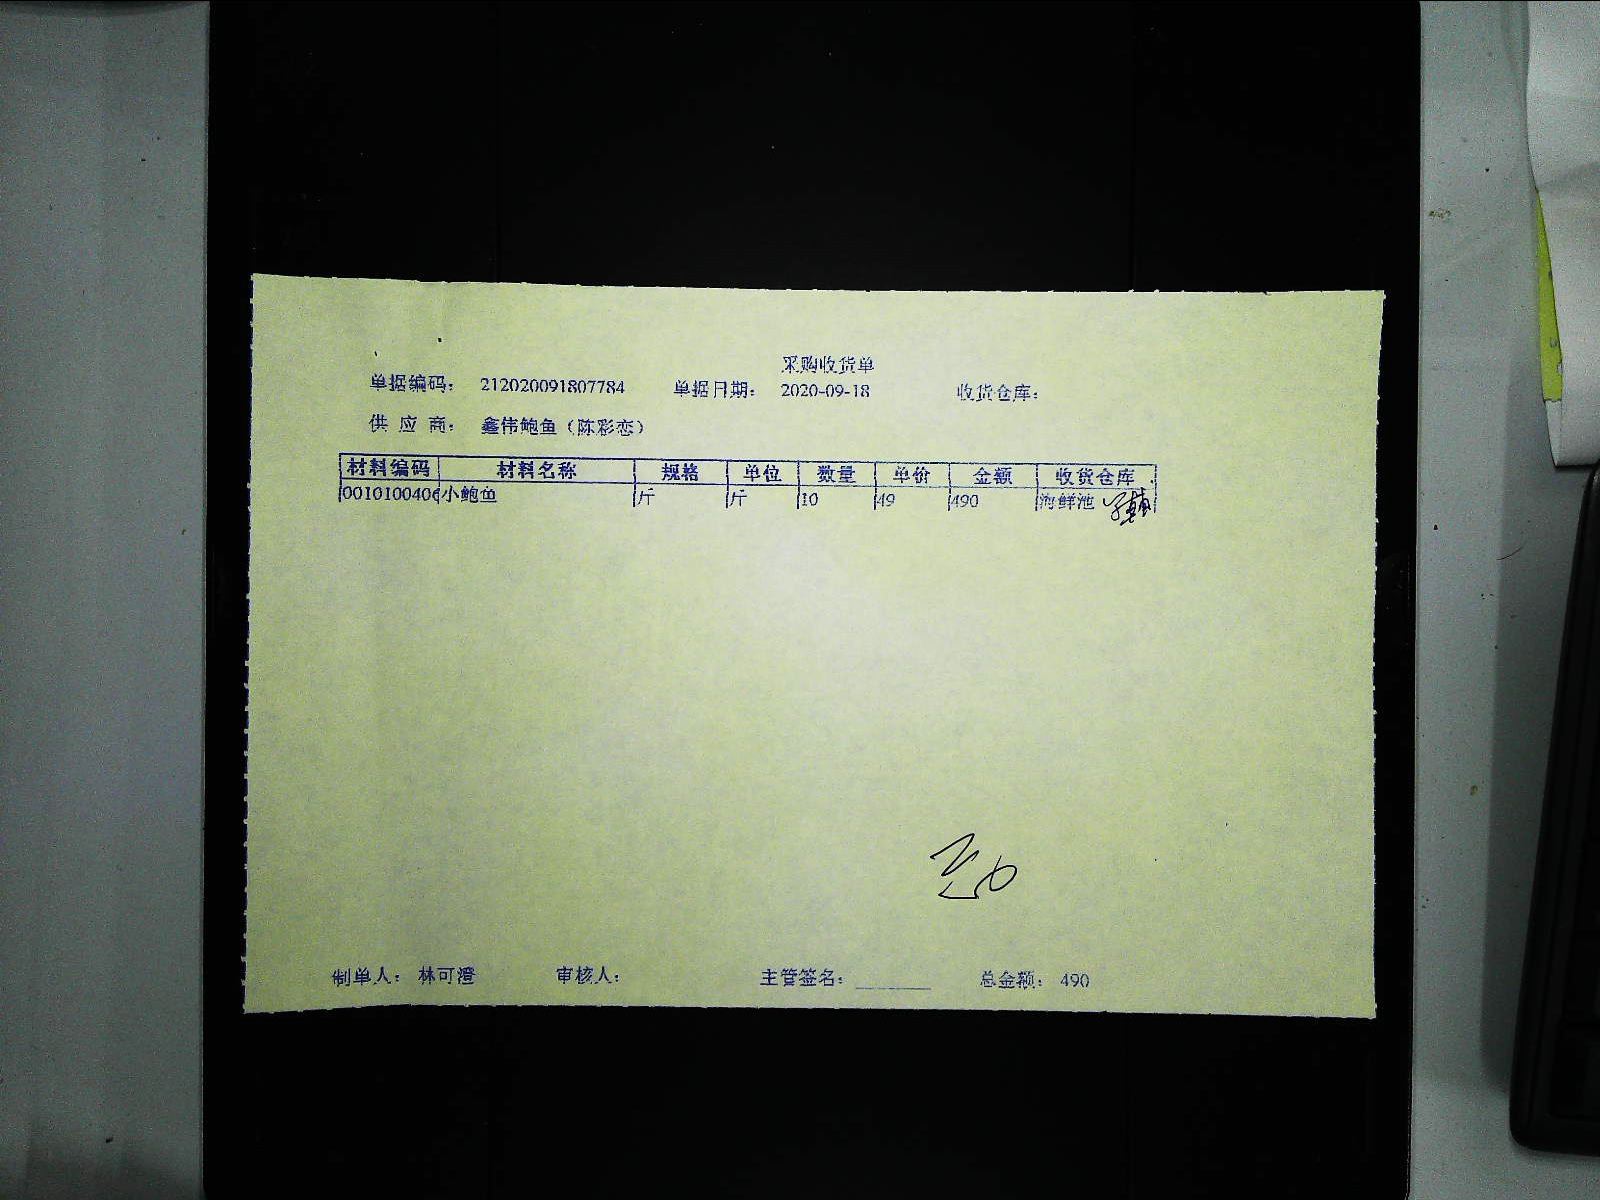 采购收货单
单据编码： 212020091807784 单据日期： 2020-09-18 收货仓库：
供 应 商： 鑫伟鲍鱼（陈彩恋）
材料编码 材料名称 规格 单位 数量 单价 金额 收货仓库
0010100406 小鲍鱼 斤 斤 10 49 490 海鲜池
制单人： 林可澄 审核人： 主管签名： 总金额： 490